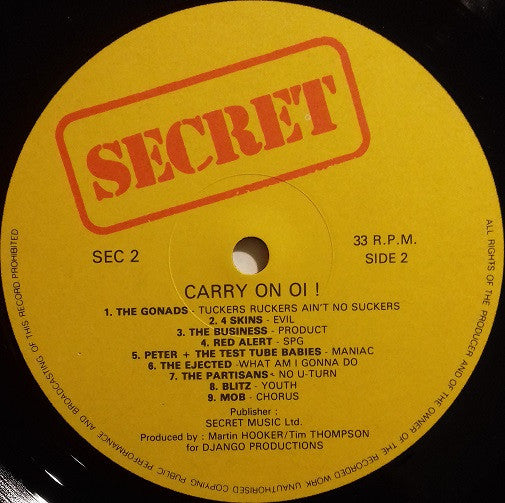 SECRET
SEC 2
33 R.P.M.
SIDE 2
CARRY ON OI !
1. THE GONADS - TUCKERS RUCKERS AIN'T NO SUCKERS
2. 4 SKINS - EVIL
3. THE BUSINESS - PRODUCT
4. RED ALERT - SPG
5. PETER + THE TEST TUBE BABIES - MANIAC
6. THE EJECTED -WHAT AM I GONNA DO
7. THE PARTISANS - NO U-TURN
8. BLITZ - YOUTH
9. MOB - CHORUS
Publisher :
SECRET MUSIC Ltd.
Produced by : Martin HOOKER/Tim THOMPSON
for DJANGO PRODUCTIONS
ALL RIGHTS OF THE PRODUCER AND OF THE OWNER OF THE RECORDED WORK UNAUTHORISED COPYING PUBLIC PERFORMANCE AND BROADCASTING OF THIS RECORD PROHIBITED